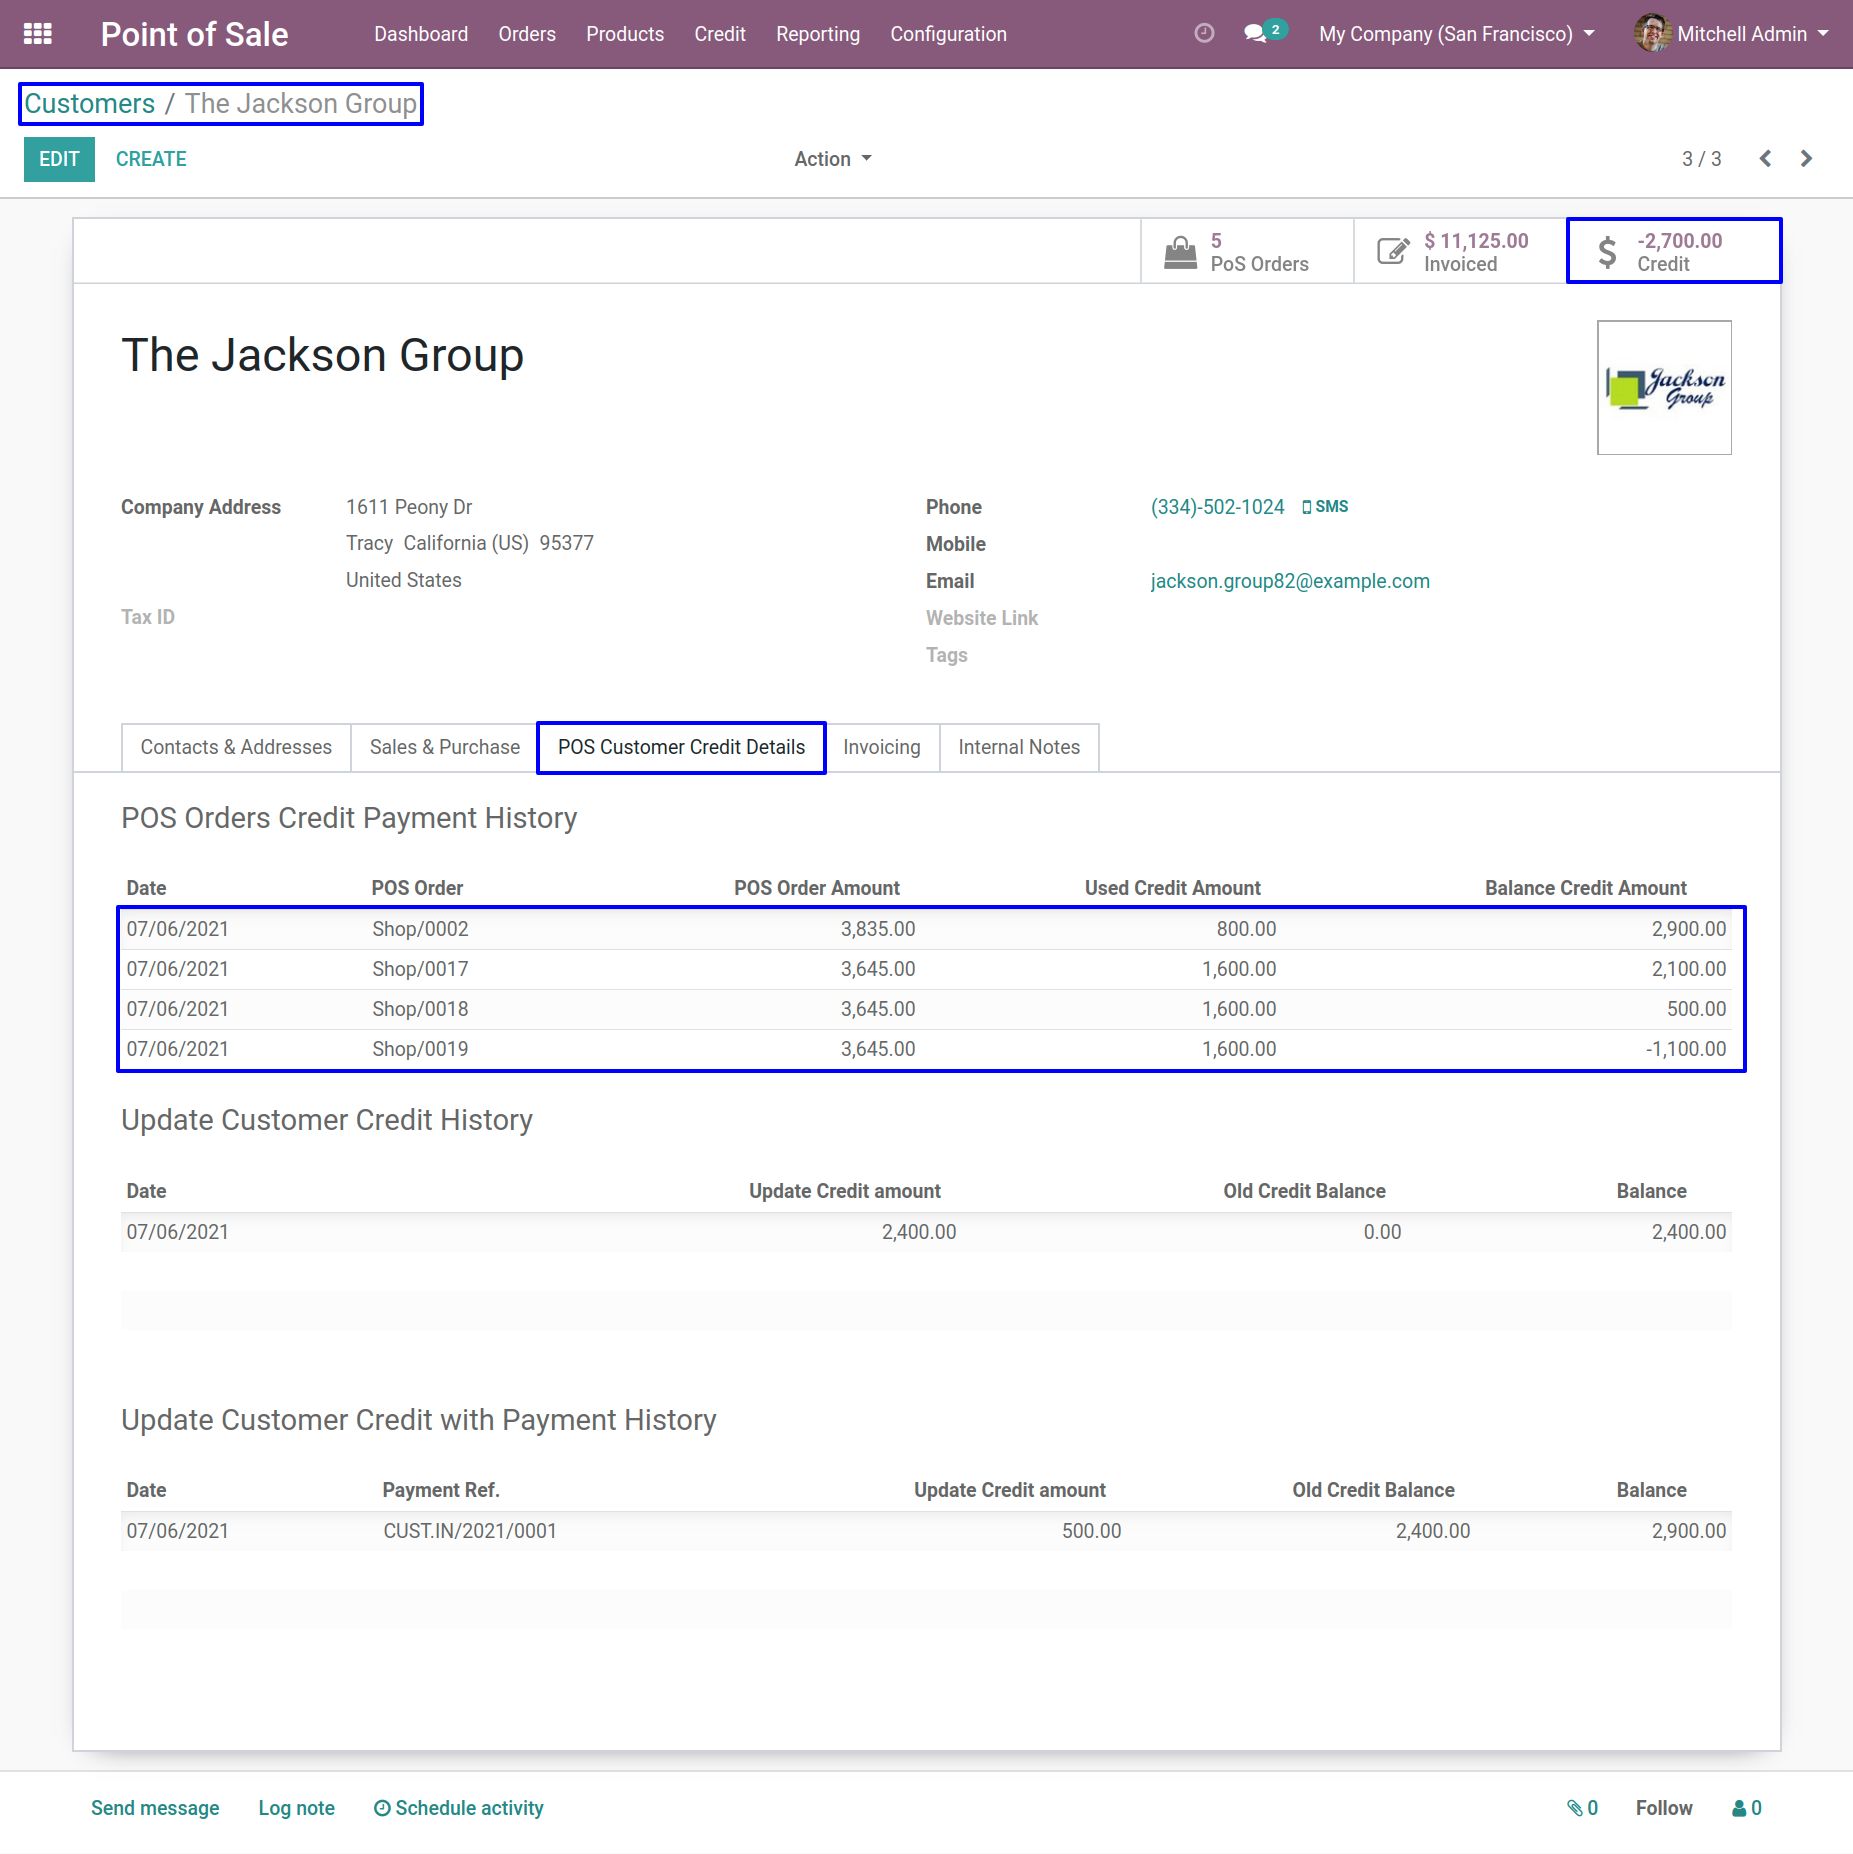 Point of Sale Dashboard Orders Products Credit Reporting Configuration 2 My Company (San Francisco) Mitchell Admin
Customers / The Jackson Group
EDIT CREATE Action 3 / 3
5 PoS Orders
$ 11,125.00 Invoiced
-2,700.00 Credit
The Jackson Group
Jackson
Group
Company Address 1611 Peony Dr
Tracy California (US) 95377
United States
Tax ID
Phone (334)-502-1024 SMS
Mobile
Email jackson.group82@example.com
Website Link
Tags
Contacts & Addresses Sales & Purchase POS Customer Credit Details Invoicing Internal Notes
POS Orders Credit Payment History
Date POS Order POS Order Amount Used Credit Amount Balance Credit Amount
07/06/2021 Shop/0002 3,835.00 800.00 2,900.00
07/06/2021 Shop/0017 3,645.00 1,600.00 2,100.00
07/06/2021 Shop/0018 3,645.00 1,600.00 500.00
07/06/2021 Shop/0019 3,645.00 1,600.00 -1,100.00
Update Customer Credit History
Date Update Credit amount Old Credit Balance Balance
07/06/2021 2,400.00 0.00 2,400.00
Update Customer Credit with Payment History
Date Payment Ref. Update Credit amount Old Credit Balance Balance
07/06/2021 CUST.IN/2021/0001 500.00 2,400.00 2,900.00
Send message Log note Schedule activity 0 Follow 0